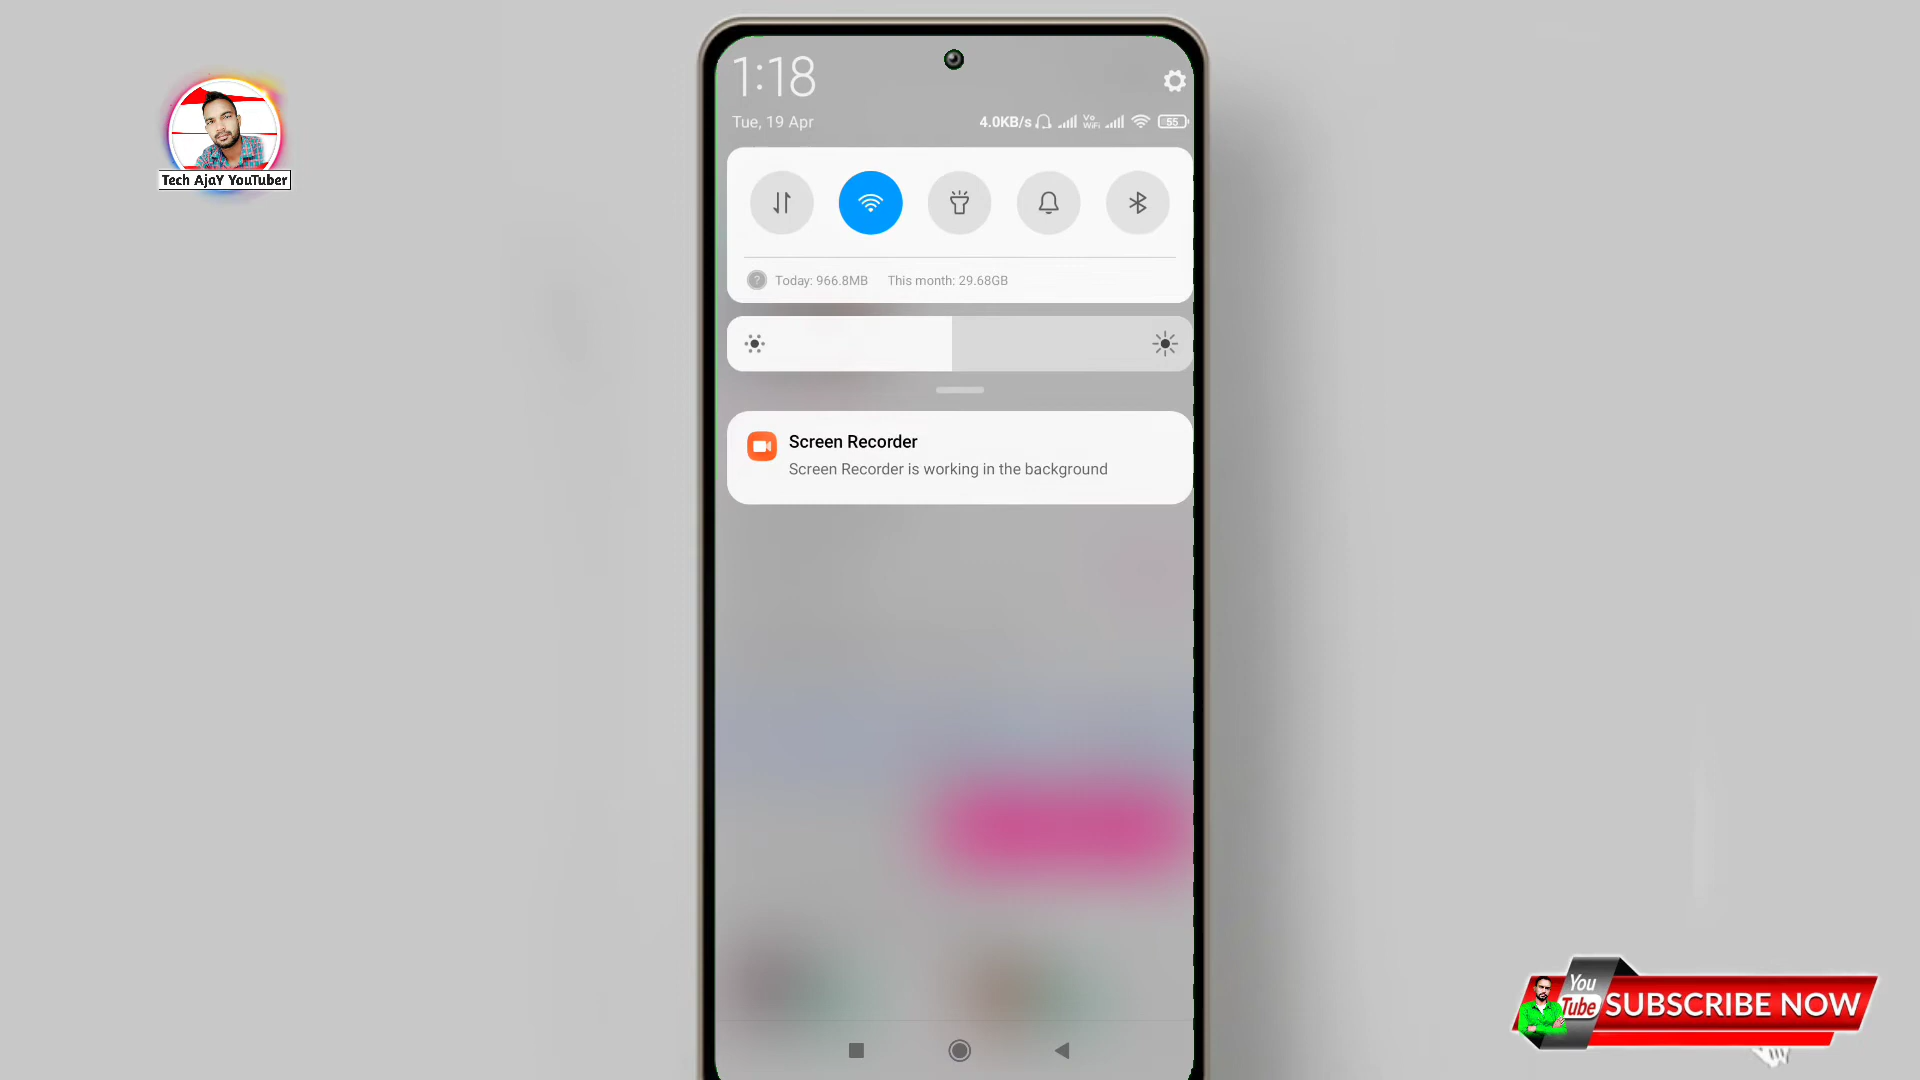 Tech AjaY YouTuber
1:18
Tue, 19 Apr
4.0KB/s Vo WiFi 55
Today: 966.8MB This month: 29.68GB
Screen Recorder
Screen Recorder is working in the background
You
Tube
SUBSCRIBE NOW